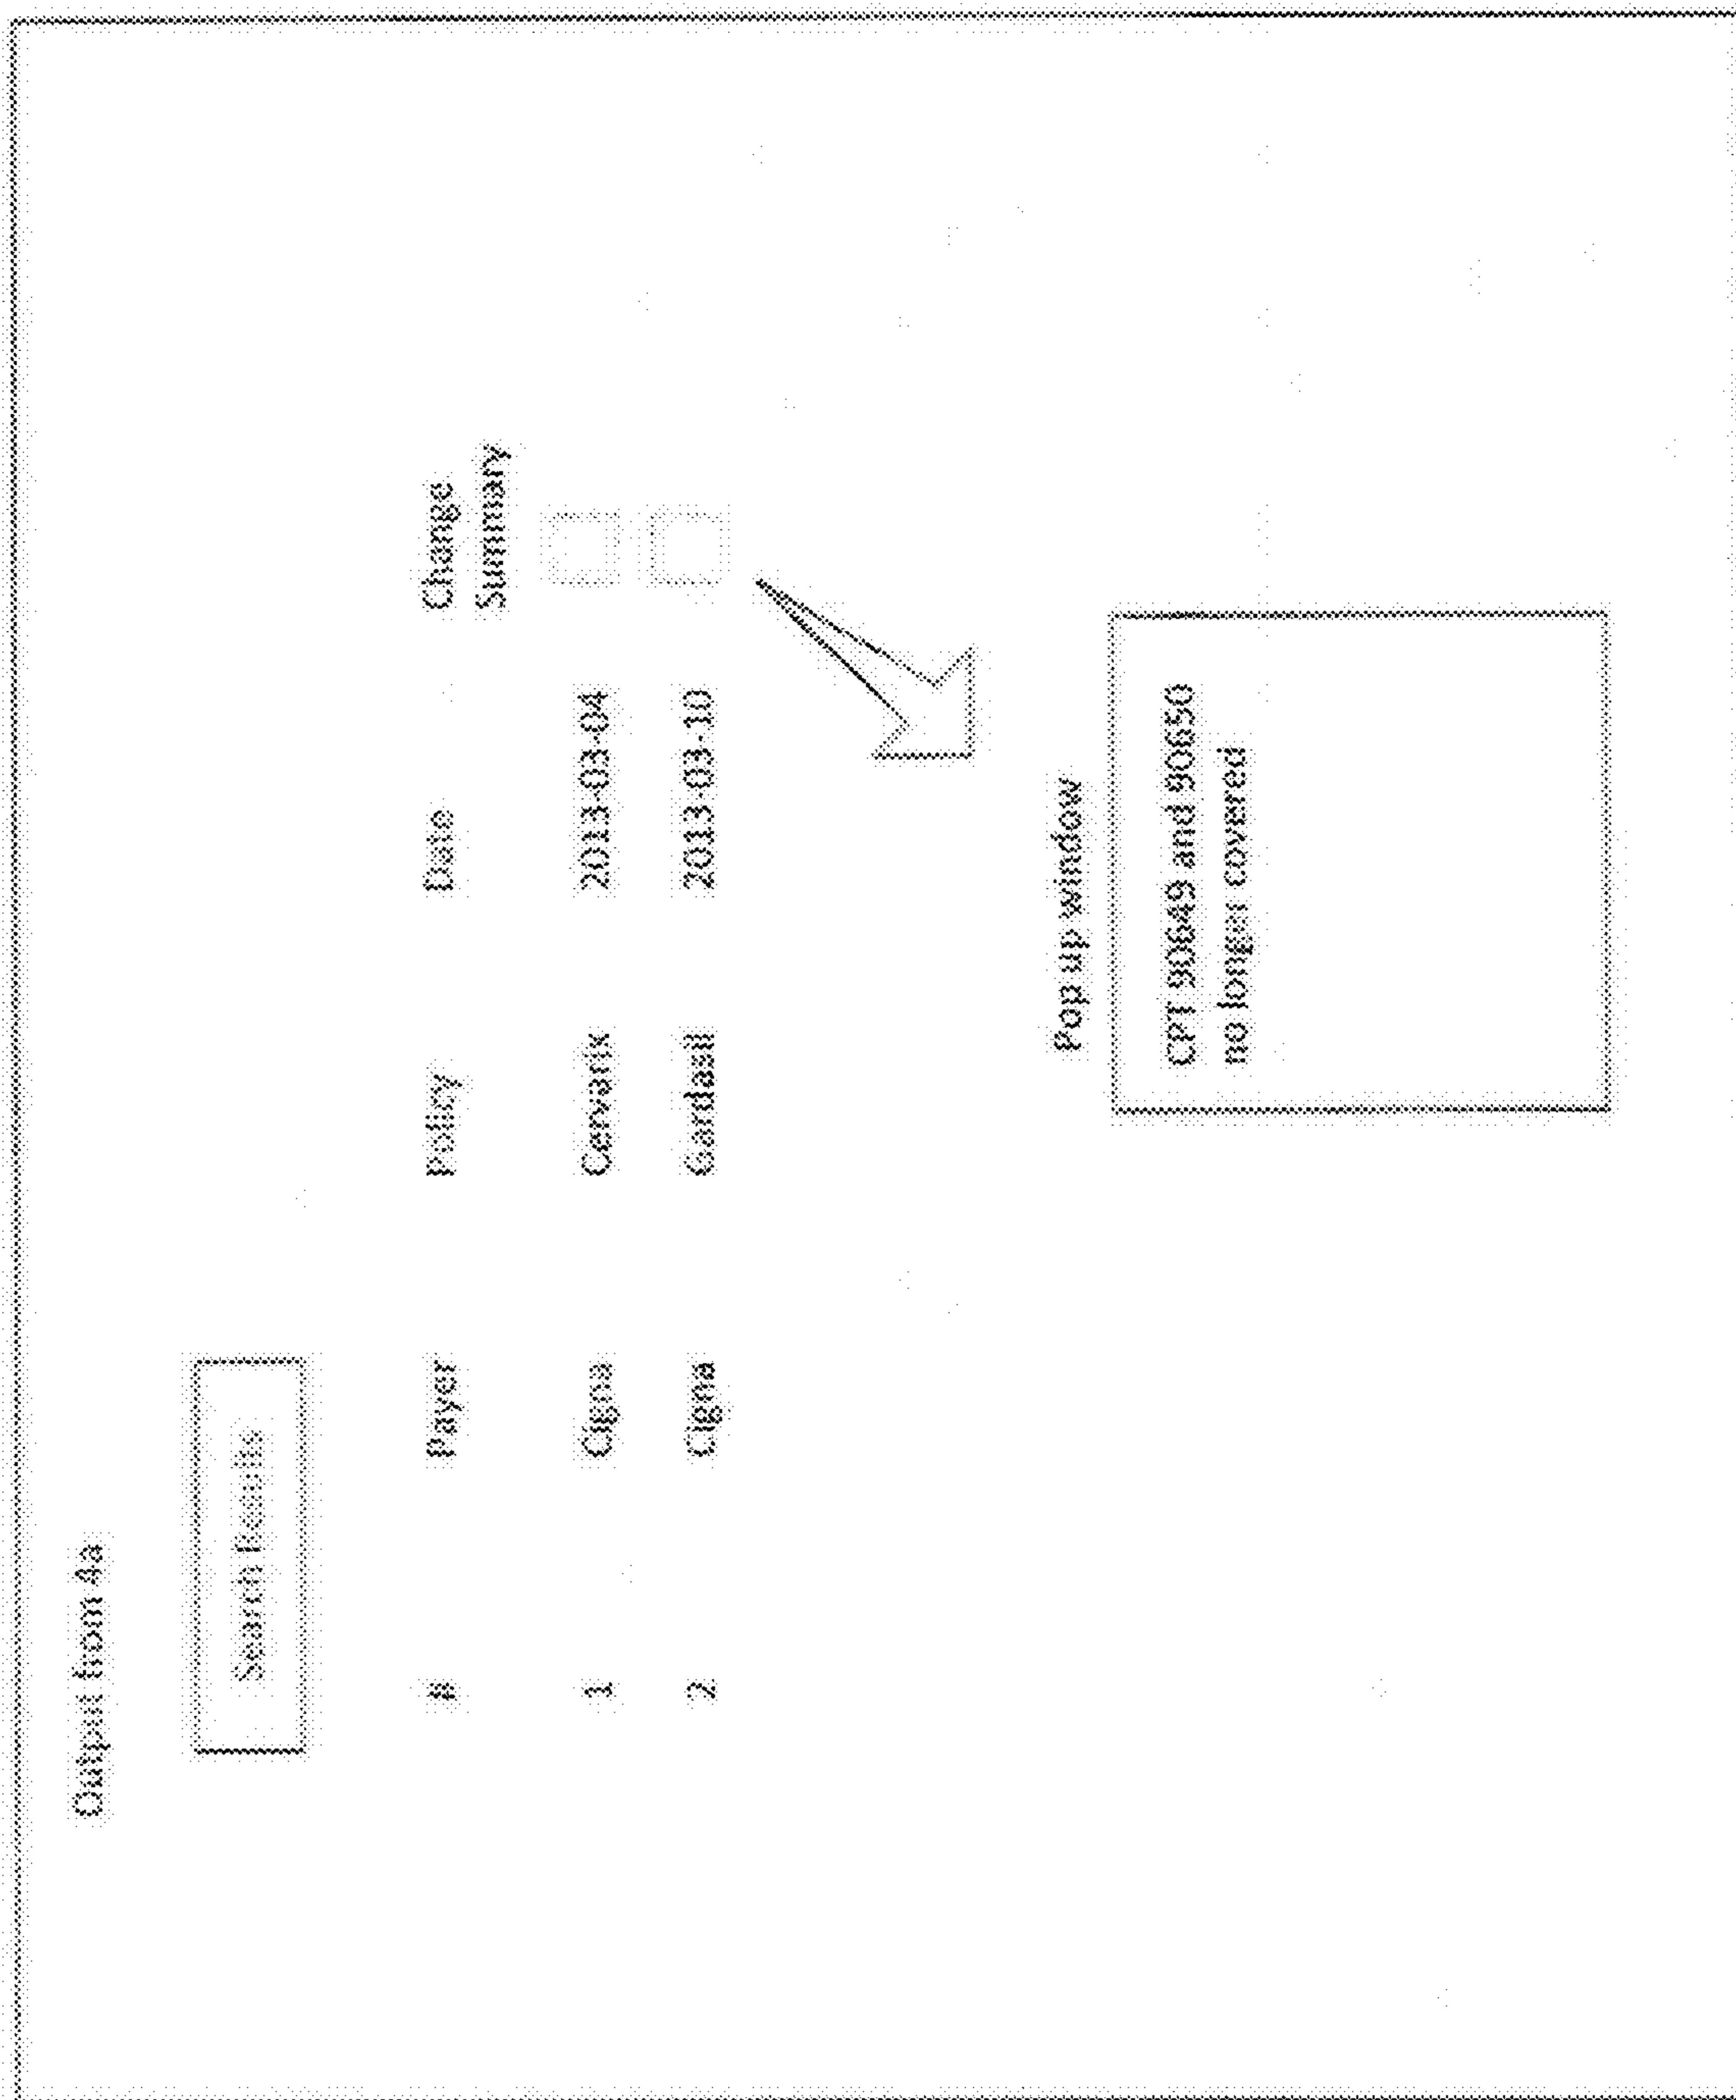 Output from 4a
Search Results
# Payer Policy Date Change Summary
1 Cigna Cervarix 2013-03-04
2 Cigna Gardasil 2013-03-10
Pop up window
CPT 90649 and 90650
no longer covered